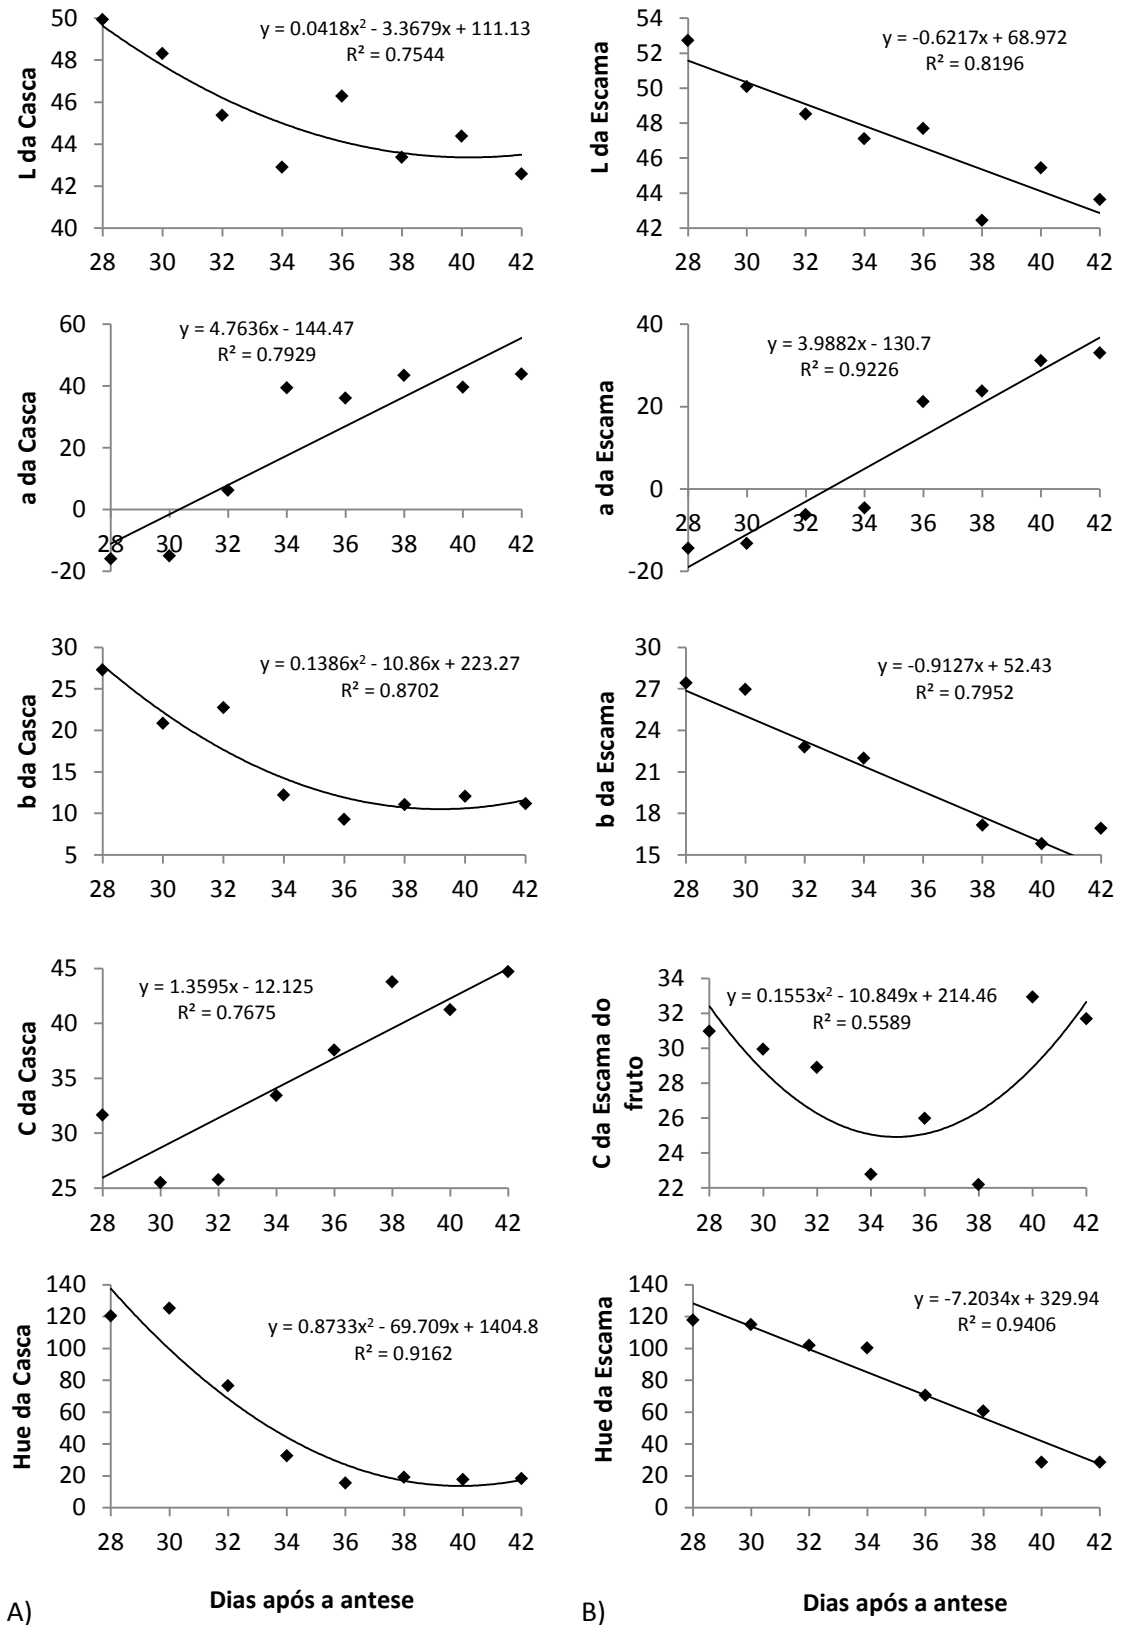 L da Casca
50
48
46
44
42
40
y = 0.0418x² - 3.3679x + 111.13
R² = 0.7544
28 30 32 34 36 38 40 42
L da Escama
54
52
50
48
46
44
42
y = -0.6217x + 68.972
R² = 0.8196
28 30 32 34 36 38 40 42
a da Casca
60
40
20
0
-20
y = 4.7636x - 144.47
R² = 0.7929
28 30 32 34 36 38 40 42
a da Escama
40
20
0
-20
y = 3.9882x - 130.7
R² = 0.9226
28 30 32 34 36 38 40 42
b da Casca
30
25
20
15
10
5
y = 0.1386x² - 10.86x + 223.27
R² = 0.8702
28 30 32 34 36 38 40 42
b da Escama
30
27
24
21
18
15
y = -0.9127x + 52.43
R² = 0.7952
28 30 32 34 36 38 40 42
C da Casca
45
40
35
30
25
y = 1.3595x - 12.125
R² = 0.7675
28 30 32 34 36 38 40 42
C da Escama do
fruto
34
32
30
28
26
24
22
y = 0.1553x² - 10.849x + 214.46
R² = 0.5589
28 30 32 34 36 38 40 42
Hue da Casca
140
120
100
80
60
40
20
0
y = 0.8733x² - 69.709x + 1404.8
R² = 0.9162
28 30 32 34 36 38 40 42
Dias após a antese
A)
Hue da Escama
140
120
100
80
60
40
20
0
y = -7.2034x + 329.94
R² = 0.9406
28 30 32 34 36 38 40 42
Dias após a antese
B)